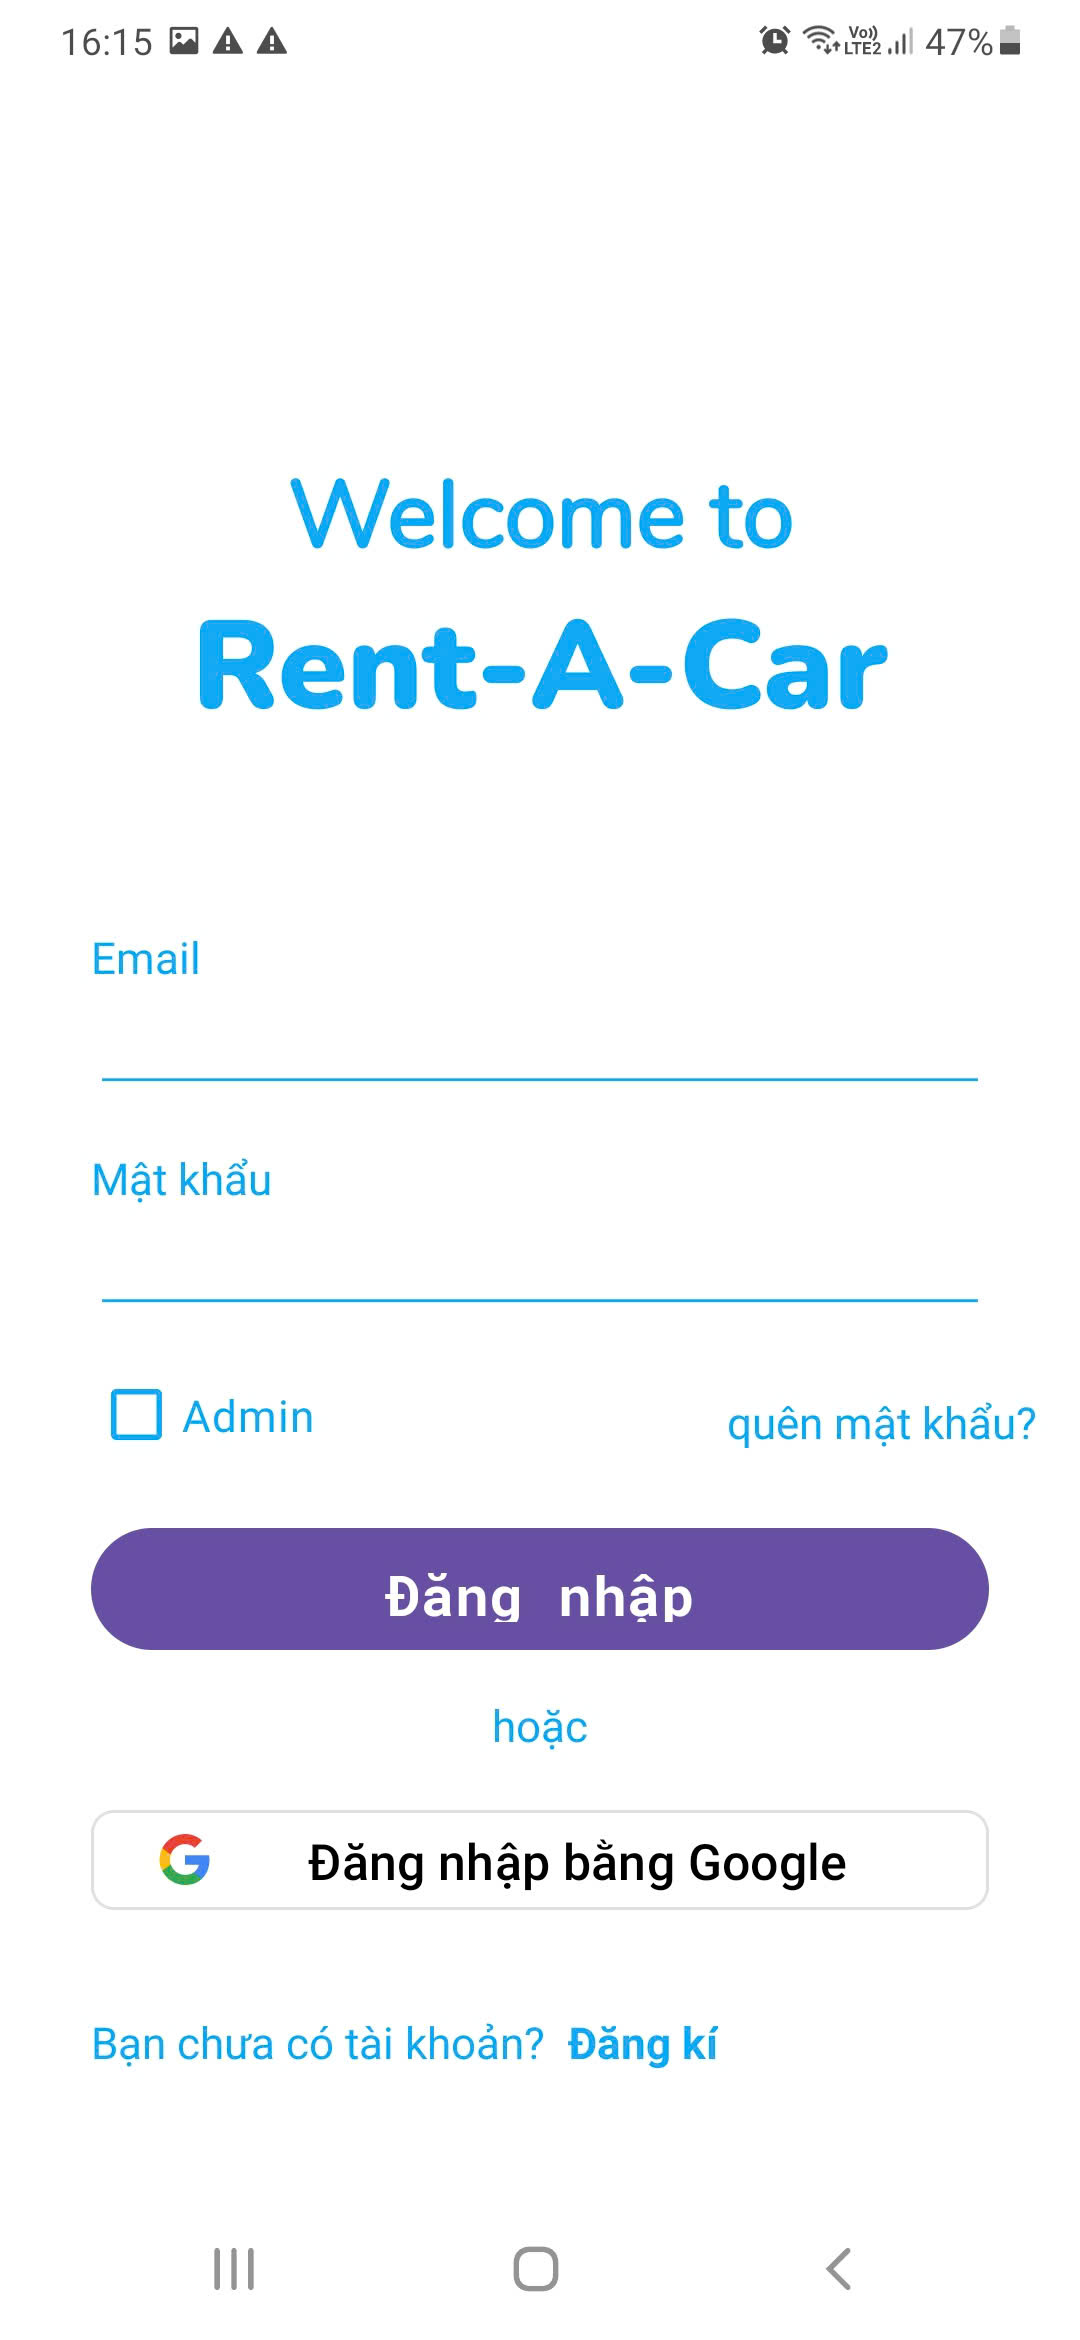 16:15 Vo)) LTE2 47%
Welcome to
Rent-A-Car
Email
Mật khẩu
Admin quên mật khẩu?
Đăng nhập
hoặc
Đăng nhập bằng Google
Bạn chưa có tài khoản? Đăng kí